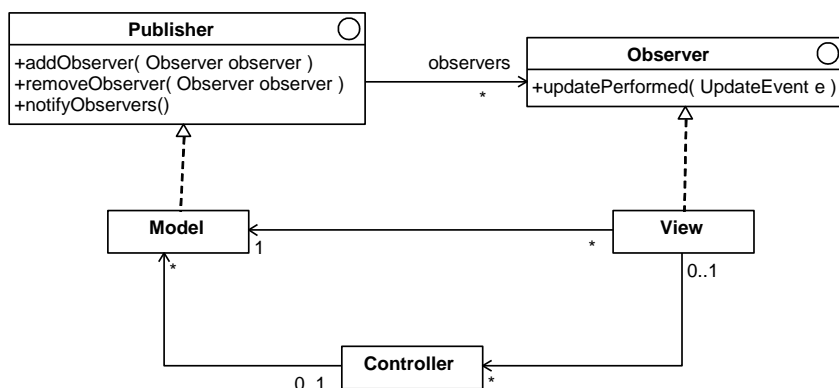 Publisher
+addObserver( Observer observer )
+removeObserver( Observer observer )
+notifyObservers()
observers
*
Observer
+updatePerformed( UpdateEvent e )
Model
View
1
*
*
0..1
Controller
0..1
*